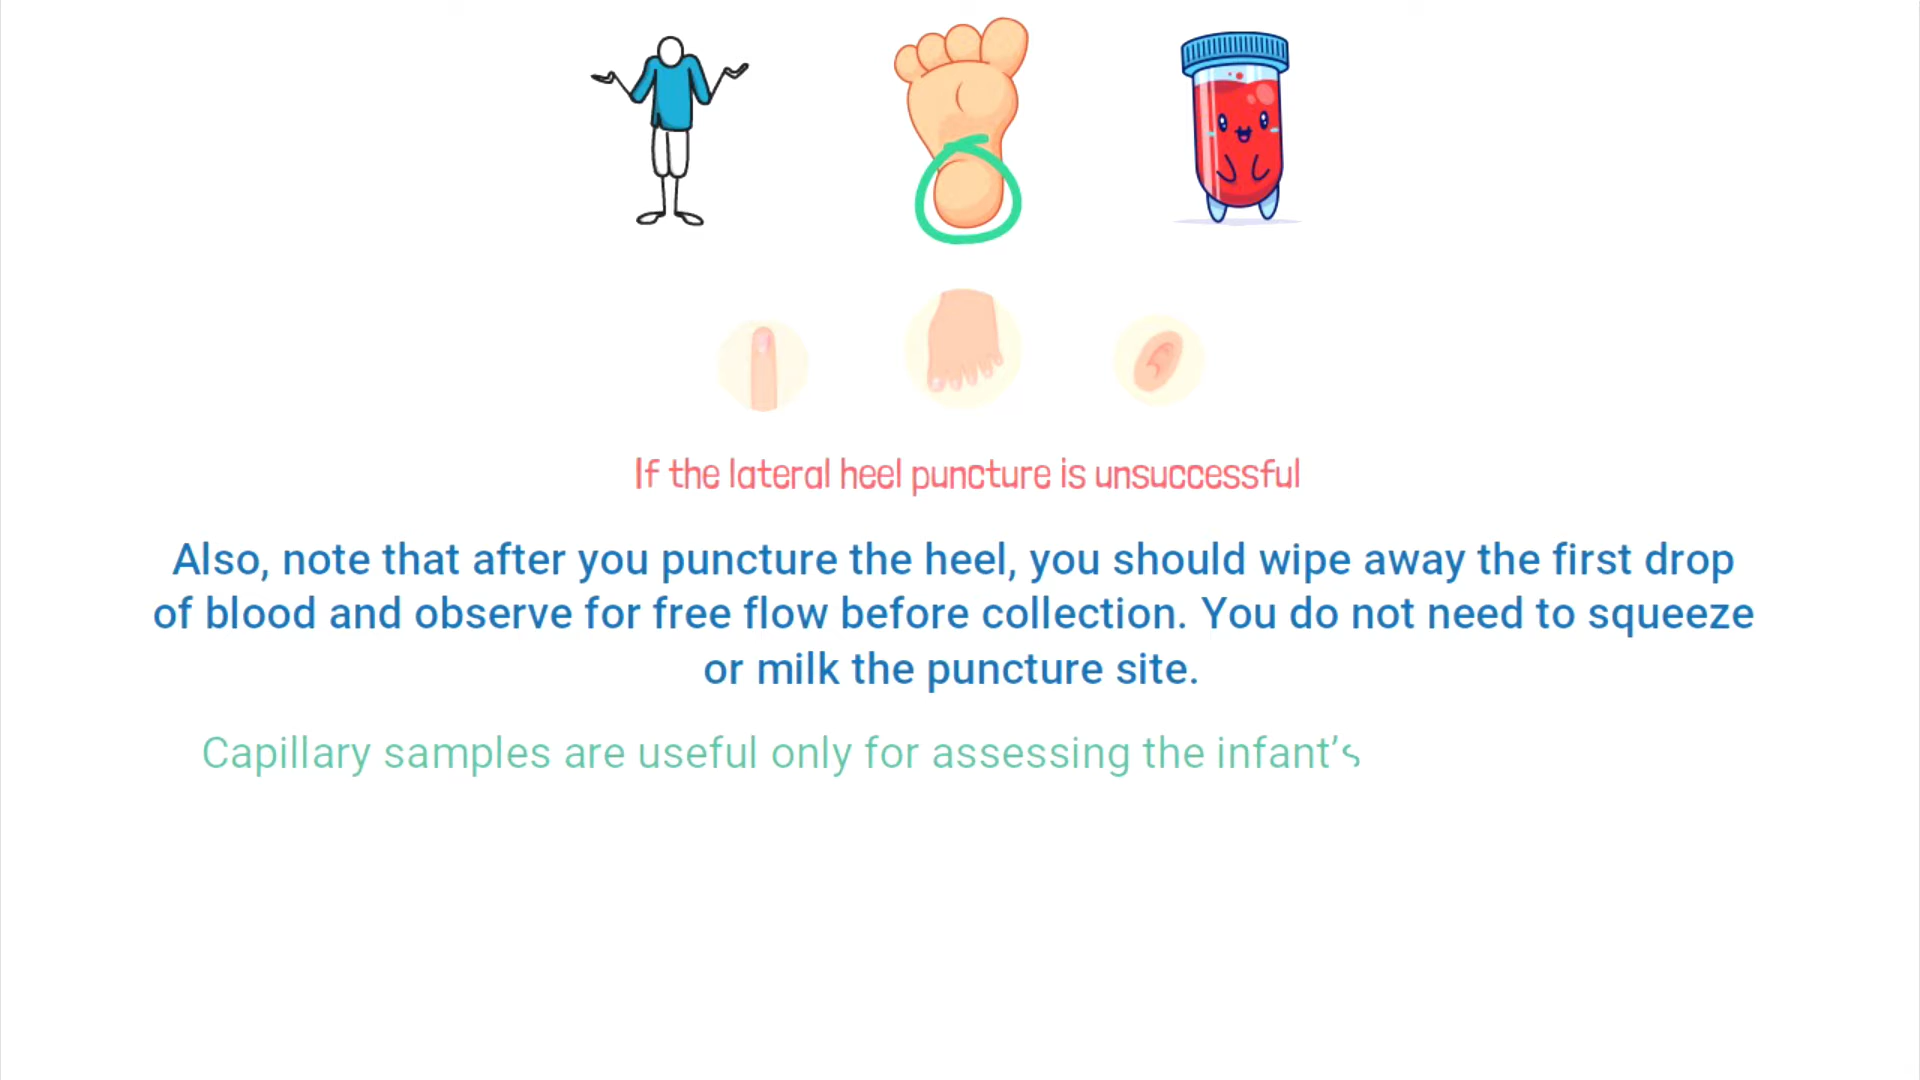 If the lateral heel puncture is unsuccessful
Also, note that after you puncture the heel, you should wipe away the first drop
of blood and observe for free flow before collection. You do not need to squeeze
or milk the puncture site.
Capillary samples are useful only for assessing the infant’s